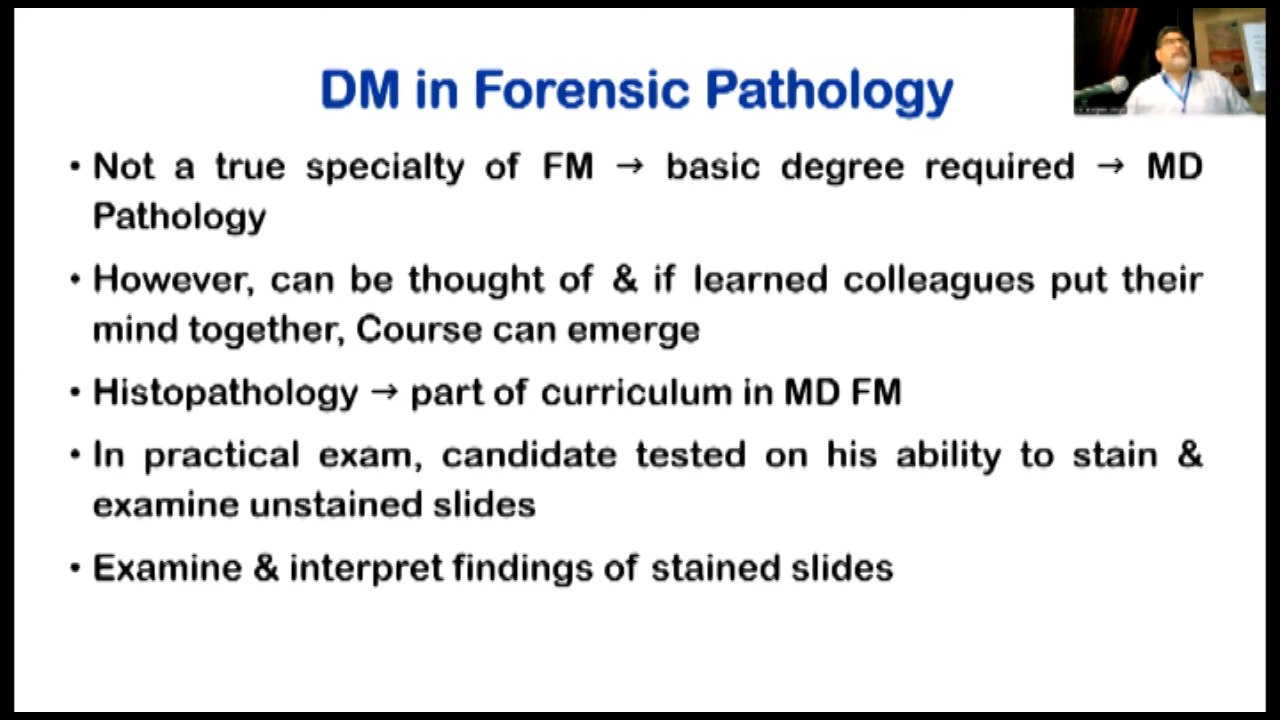 DM in Forensic Pathology
• Not a true specialty of FM → basic degree required → MD
Pathology
• However, can be thought of & if learned colleagues put their
mind together, Course can emerge
• Histopathology → part of curriculum in MD FM
• In practical exam, candidate tested on his ability to stain &
examine unstained slides
• Examine & interpret findings of stained slides